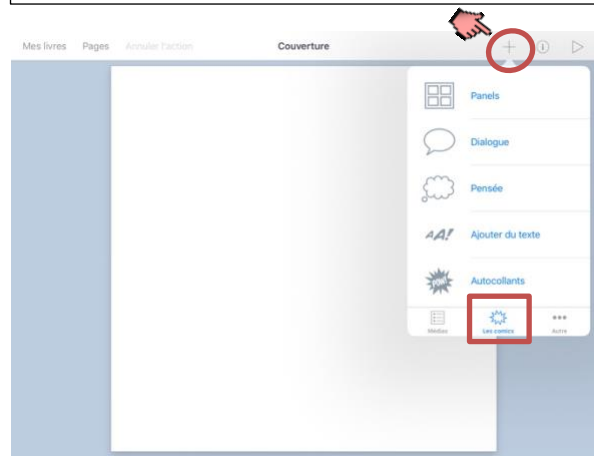 Mes livres Pages Annuler l'action Couverture
Panels
Dialogue
Pensée
AA! Ajouter du texte
Autocollants
Médias Les comics Autre